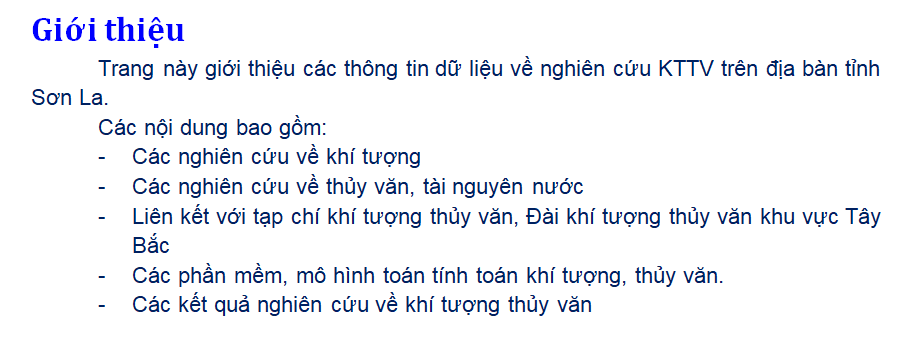 Giới thiệu
Trang này giới thiệu các thông tin dữ liệu về nghiên cứu KTTV trên địa bàn tỉnh
Sơn La.
Các nội dung bao gồm:
- Các nghiên cứu về khí tượng
- Các nghiên cứu về thủy văn, tài nguyên nước
- Liên kết với tạp chí khí tượng thủy văn, Đài khí tượng thủy văn khu vực Tây
Bắc
- Các phần mềm, mô hình toán tính toán khí tượng, thủy văn.
- Các kết quả nghiên cứu về khí tượng thủy văn